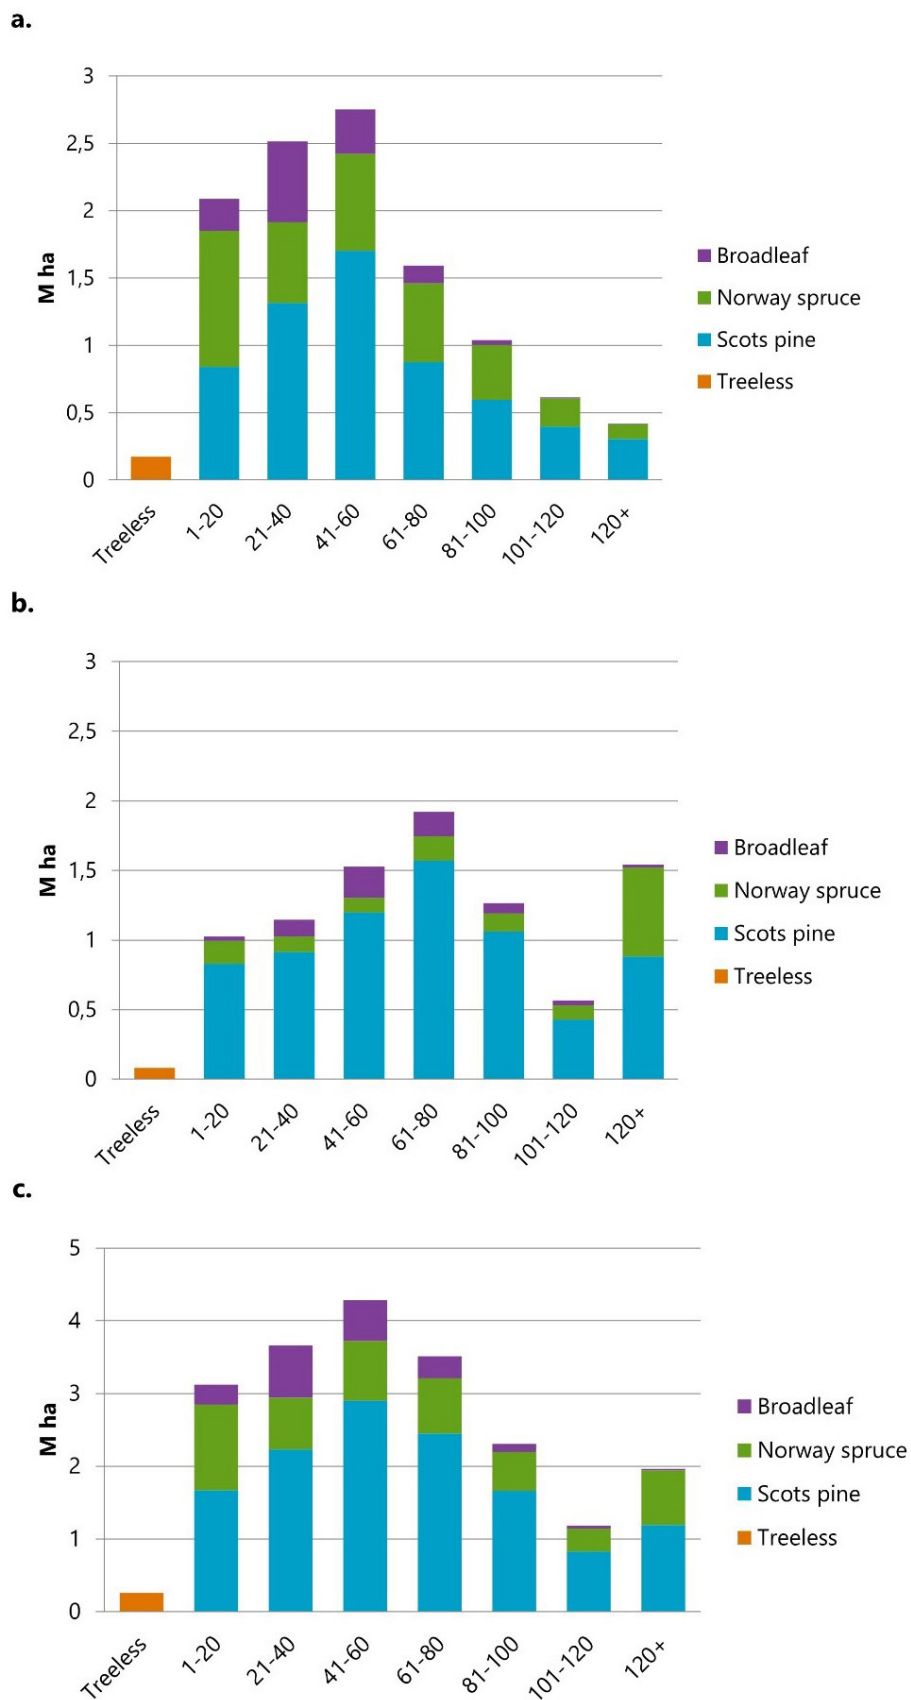 a.
3
2,5
2
1,5
1
0,5
0
M ha
Treeless
1-20
21-40
41-60
61-80
81-100
101-120
120+
Broadleaf
Norway spruce
Scots pine
Treeless
b.
3
2,5
2
1,5
1
0,5
0
M ha
Treeless
1-20
21-40
41-60
61-80
81-100
101-120
120+
Broadleaf
Norway spruce
Scots pine
Treeless
c.
5
4
3
2
1
0
M ha
Treeless
1-20
21-40
41-60
61-80
81-100
101-120
120+
Broadleaf
Norway spruce
Scots pine
Treeless